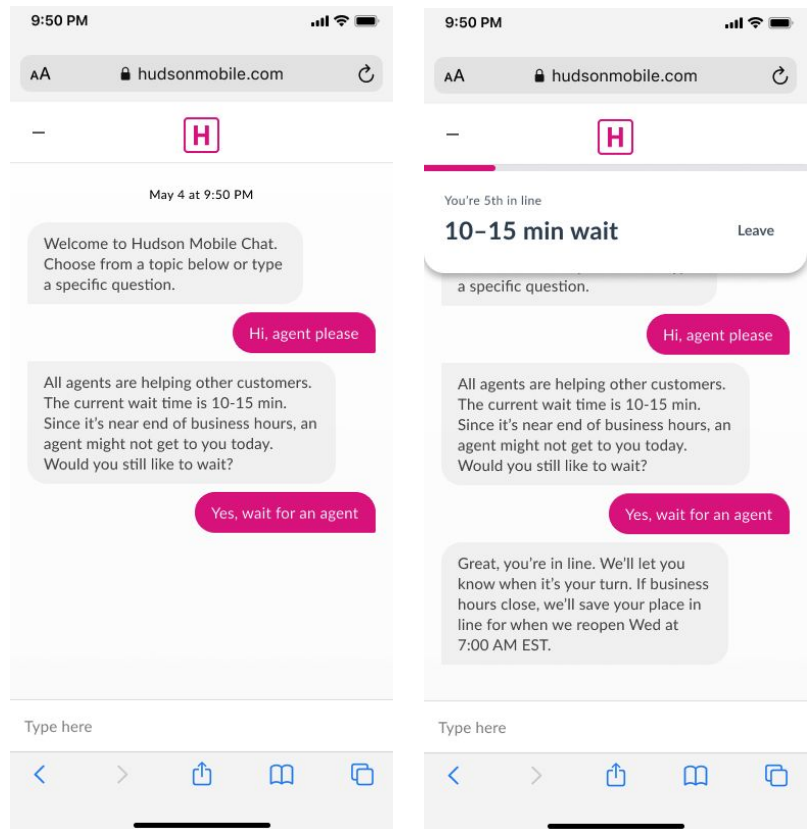 9:50 PM
AA hudsonmobile.com
H
May 4 at 9:50 PM
Welcome to Hudson Mobile Chat.
Choose from a topic below or type
a specific question.
Hi, agent please
All agents are helping other customers.
The current wait time is 10-15 min.
Since it’s near end of business hours, an
agent might not get to you today.
Would you still like to wait?
Yes, wait for an agent
Type here
9:50 PM
AA hudsonmobile.com
H
You’re 5th in line
10–15 min wait
Leave
a specific question.
Hi, agent please
All agents are helping other customers.
The current wait time is 10-15 min.
Since it’s near end of business hours, an
agent might not get to you today.
Would you still like to wait?
Yes, wait for an agent
Great, you’re in line. We’ll let you
know when it’s your turn. If business
hours close, we’ll save your place in
line for when we reopen Wed at
7:00 AM EST.
Type here